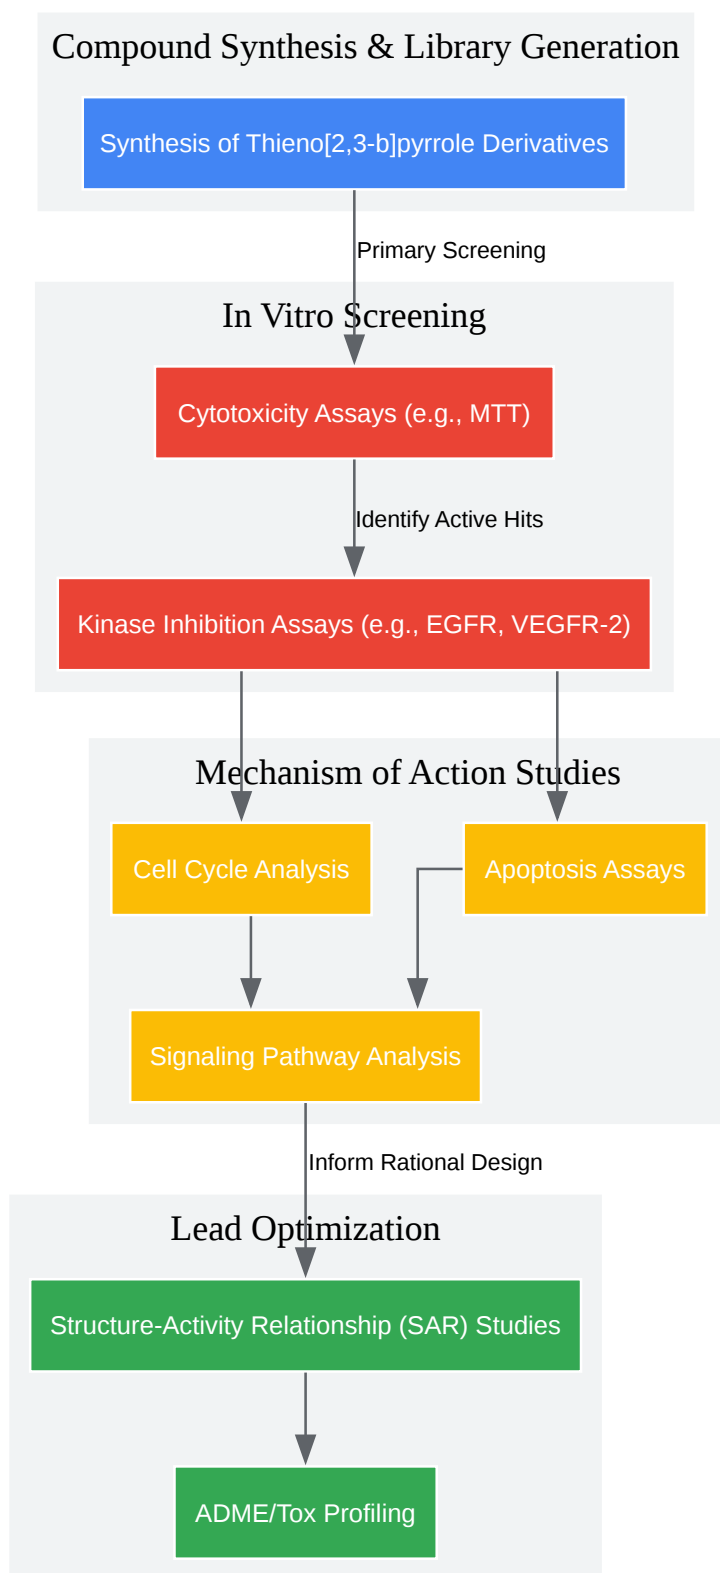 Compound Synthesis & Library Generation
Synthesis of Thieno[2,3-b]pyrrole Derivatives
Primary Screening
In Vitro Screening
Cytotoxicity Assays (e.g., MTT)
Identify Active Hits
Kinase Inhibition Assays (e.g., EGFR, VEGFR-2)
Mechanism of Action Studies
Cell Cycle Analysis
Apoptosis Assays
Signaling Pathway Analysis
Inform Rational Design
Lead Optimization
Structure-Activity Relationship (SAR) Studies
ADME/Tox Profiling